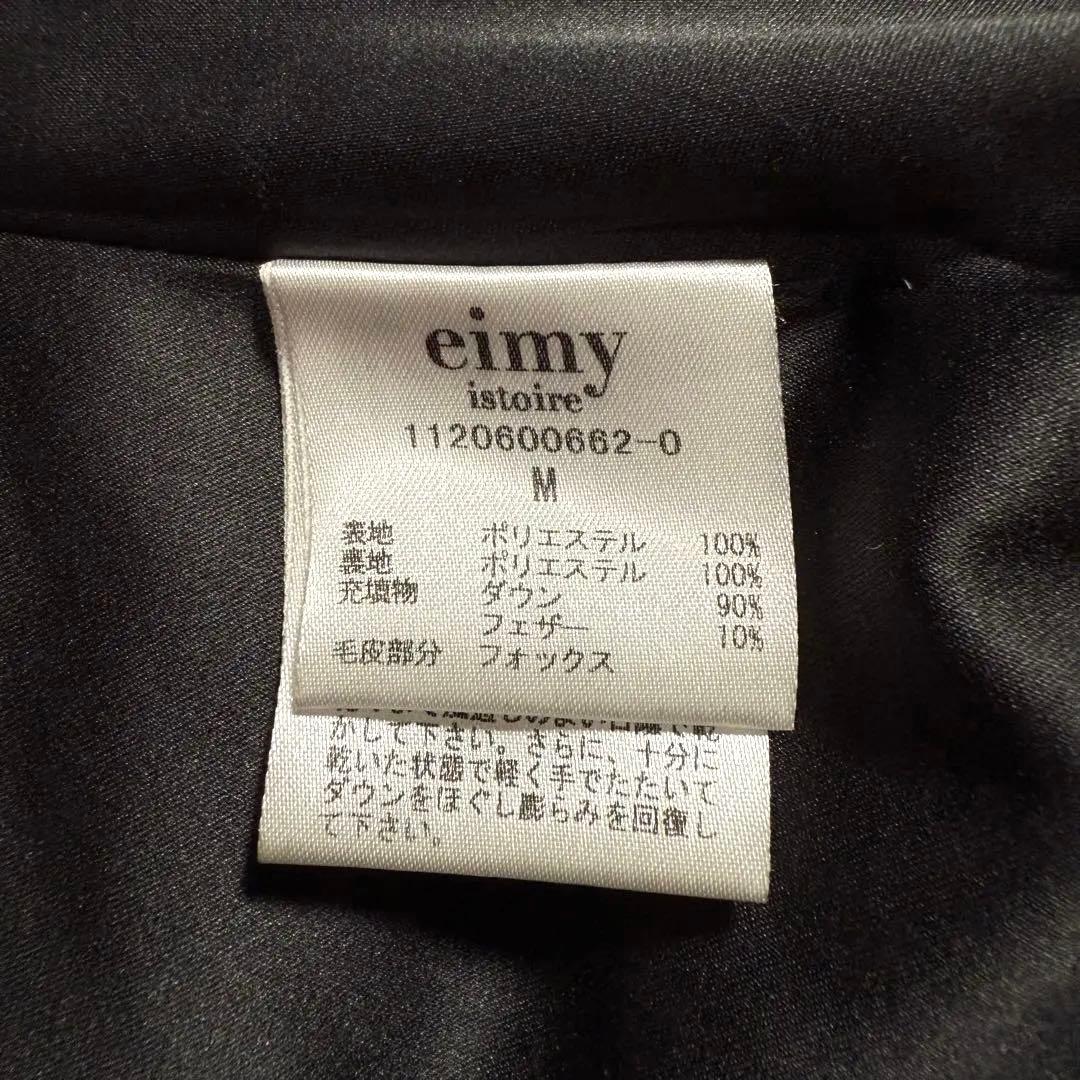 eimy
istoire
1120600662-0
M
表地 ポリエステル 100%
裏地 ポリエステル 100%
充填物 ダウン 90%
フェザー 10%
毛皮部分 フォックス
かして下さい。さらに、十分に
乾いた状態で軽く手でたたいて
ダウンをほぐし膨らみを回復し
て下さい。